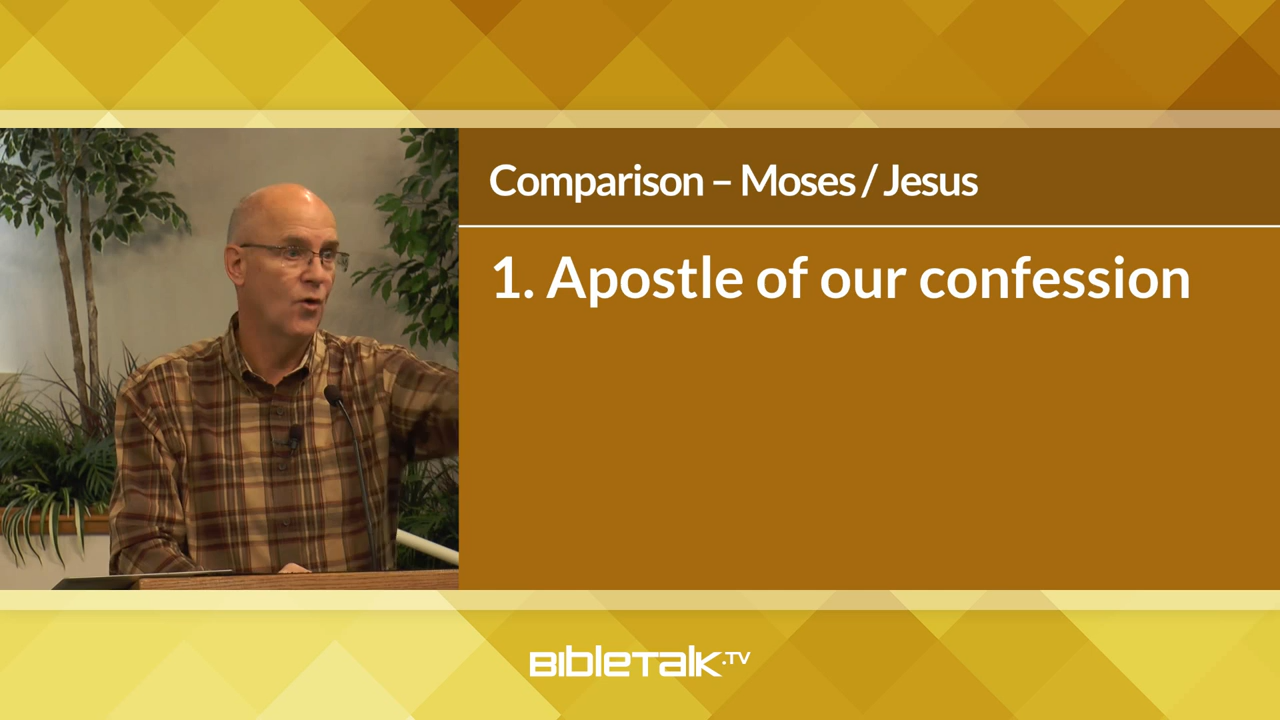 Comparison – Moses / Jesus
1. Apostle of our confession
BIBLETALK.TV